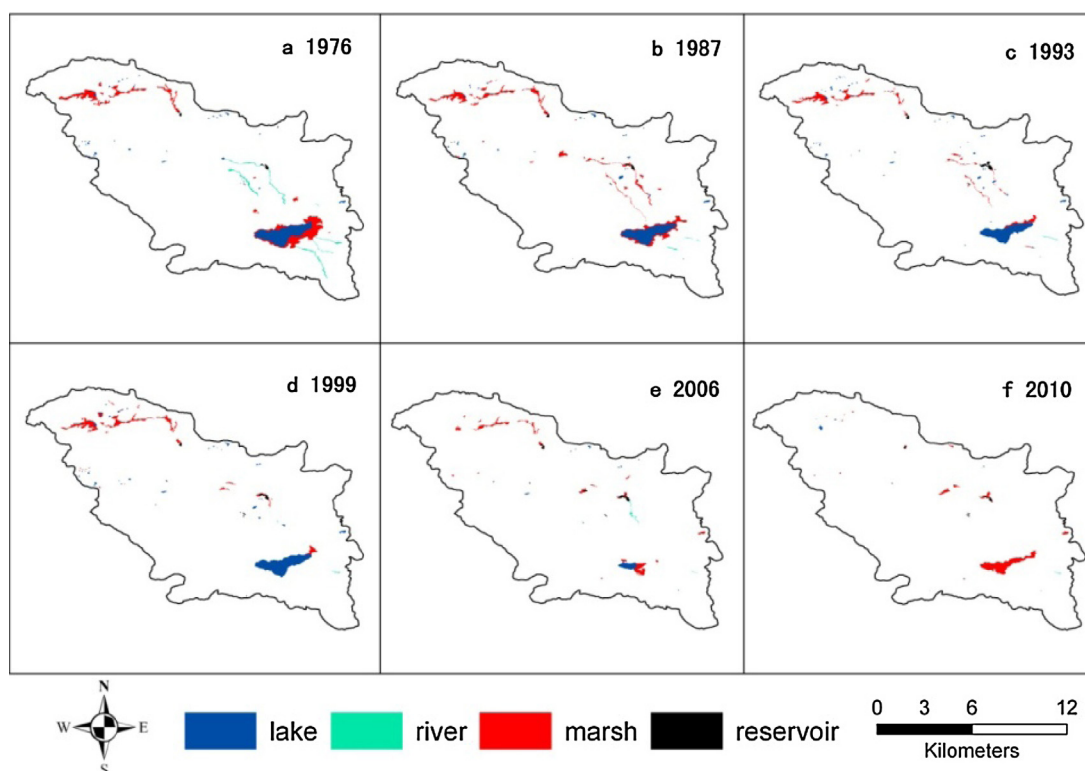 a 1976
b 1987
c 1993
d 1999
e 2006
f 2010
N
W E
S
lake river marsh reservoir
0 3 6 12
Kilometers